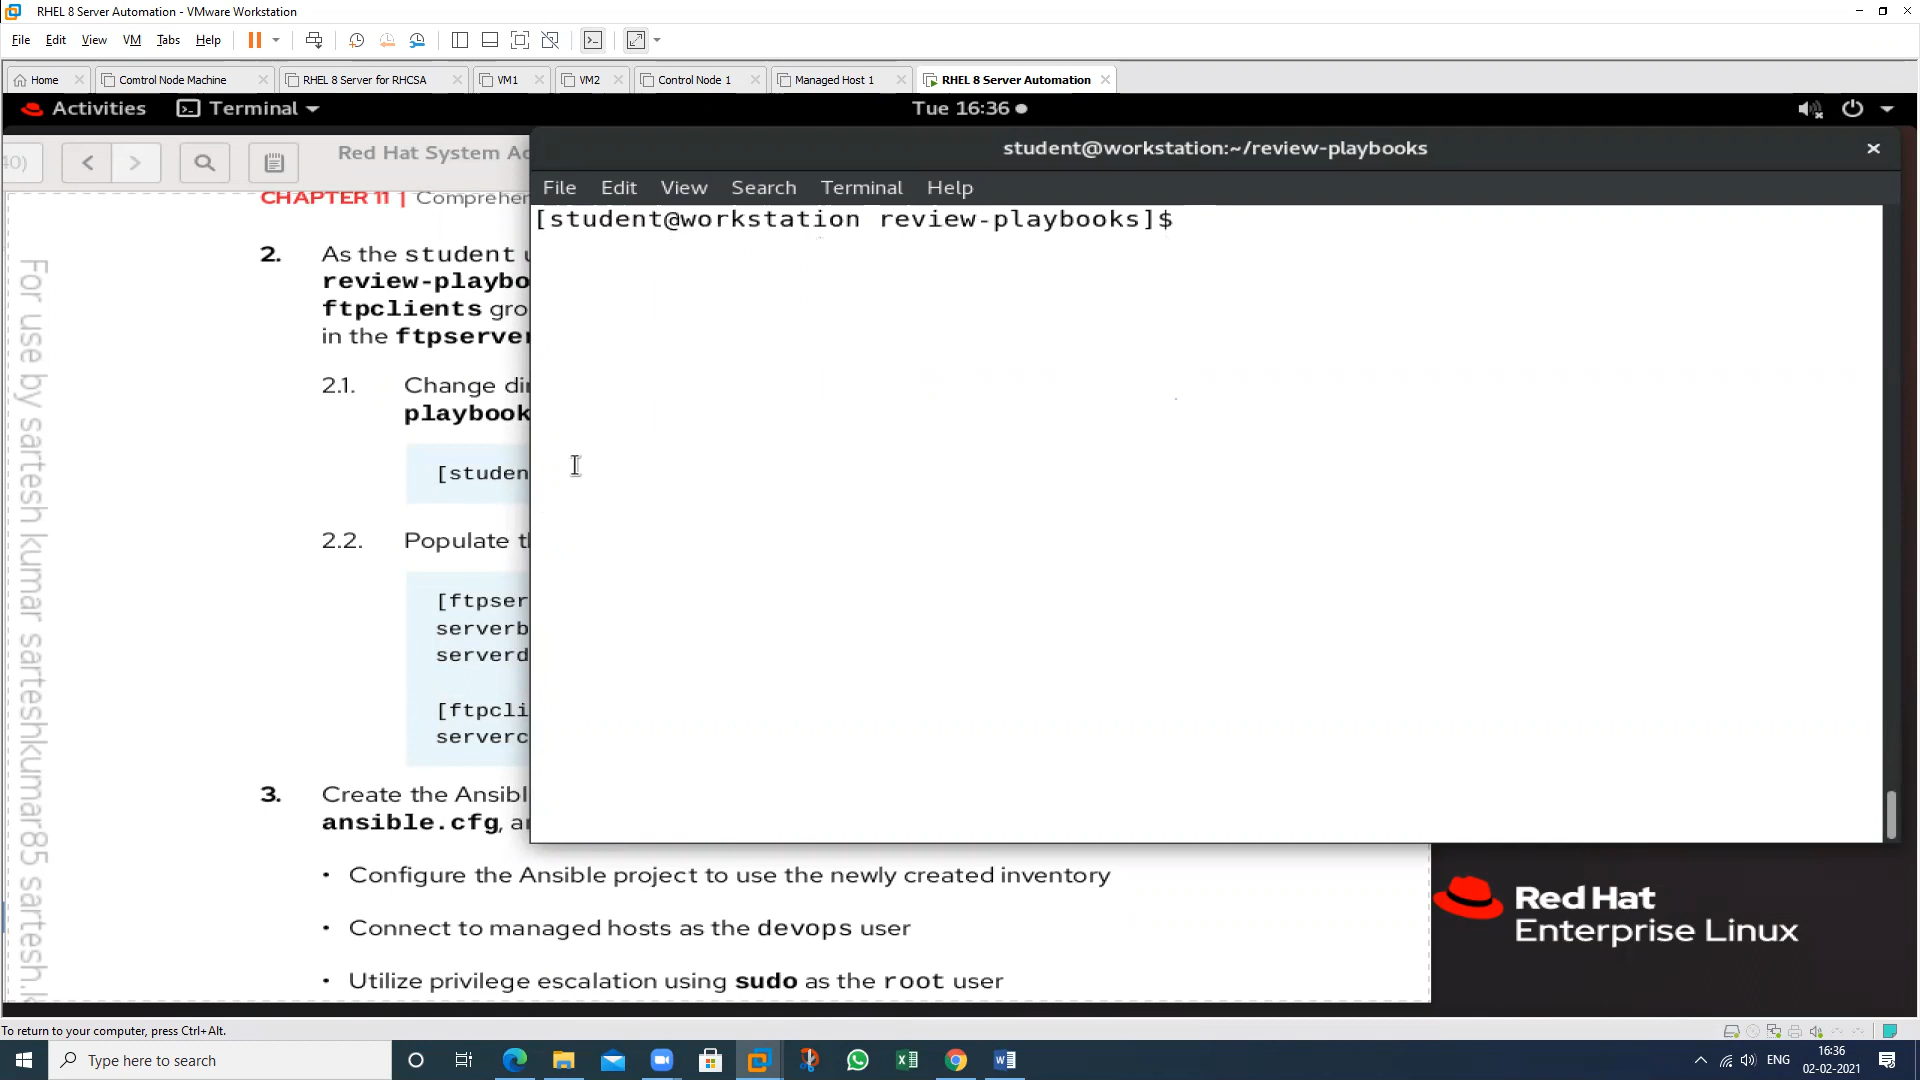 RHEL 8 Server Automation - VMware Workstation
File Edit View VM Tabs Help
Home Comtrol Node Machine RHEL 8 Server for RHCSA VM1 VM2 Control Node 1 Managed Host 1 RHEL 8 Server Automation
Activities Terminal Tue 16:36
40) Red Hat System Ad
student@workstation:~/review-playbooks
File Edit View Search Terminal Help
[student@workstation review-playbooks]$
CHAPTER 11 | Comprehen
2. As the student u
review-playbo
ftpclients gro
in the ftpserver
2.1. Change dir
playbook
[studen
2.2. Populate th
[ftpser
serverb
serverd
[ftpcli
serverc
3. Create the Ansibl
ansible.cfg, an
• Configure the Ansible project to use the newly created inventory
• Connect to managed hosts as the devops user
• Utilize privilege escalation using sudo as the root user
For use by sartesh kumar sarteshkumar85 sartesh.k
Red Hat
Enterprise Linux
To return to your computer, press Ctrl+Alt.
Type here to search
ENG
16:36
02-02-2021